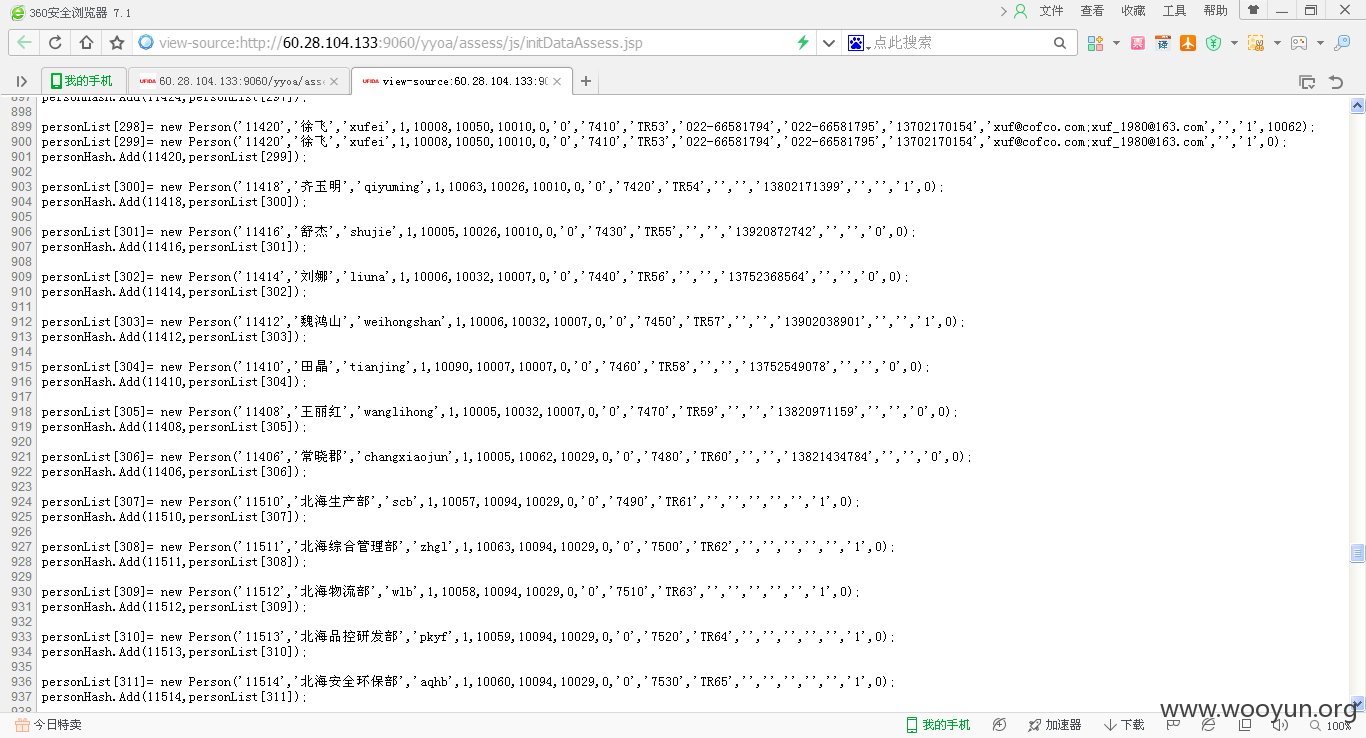 360安全浏览器 7.1
文件 查看 收藏 工具 帮助
view-source:http://60.28.104.133:9060/yyoa/assess/js/initDataAssess.jsp
点此搜索
我的手机
UFIDA 60.28.104.133:9060/yyoa/ass
UFIDA view-source:60.28.104.133:90
897 personHash.Add(11424,personList[297]);
898
899 personList[298]= new Person('11420','徐飞','xufei',1,10008,10050,10010,0,'0','7410','TR53','022-66581794','022-66581795','13702170154','xuf@cofco.com;xuf_1980@163.com','','1',10062);
900 personList[299]= new Person('11420','徐飞','xufei',1,10008,10050,10010,0,'0','7410','TR53','022-66581794','022-66581795','13702170154','xuf@cofco.com;xuf_1980@163.com','','1',0);
901 personHash.Add(11420,personList[299]);
902
903 personList[300]= new Person('11418','齐玉明','qiyuming',1,10063,10026,10010,0,'0','7420','TR54','','','13802171399','','','1',0);
904 personHash.Add(11418,personList[300]);
905
906 personList[301]= new Person('11416','舒杰','shujie',1,10005,10026,10010,0,'0','7430','TR55','','','13920872742','','','0',0);
907 personHash.Add(11416,personList[301]);
908
909 personList[302]= new Person('11414','刘娜','liuna',1,10006,10032,10007,0,'0','7440','TR56','','','13752368564','','','0',0);
910 personHash.Add(11414,personList[302]);
911
912 personList[303]= new Person('11412','魏鸿山','weihongshan',1,10006,10032,10007,0,'0','7450','TR57','','','13902038901','','','1',0);
913 personHash.Add(11412,personList[303]);
914
915 personList[304]= new Person('11410','田晶','tianjing',1,10090,10007,10007,0,'0','7460','TR58','','','13752549078','','','0',0);
916 personHash.Add(11410,personList[304]);
917
918 personList[305]= new Person('11408','王丽红','wanglihong',1,10005,10032,10007,0,'0','7470','TR59','','','13820971159','','','0',0);
919 personHash.Add(11408,personList[305]);
920
921 personList[306]= new Person('11406','常晓郡','changxiaojun',1,10005,10062,10029,0,'0','7480','TR60','','','13821434784','','','0',0);
922 personHash.Add(11406,personList[306]);
923
924 personList[307]= new Person('11510','北海生产部','scb',1,10057,10094,10029,0,'0','7490','TR61','','','','','','1',0);
925 personHash.Add(11510,personList[307]);
926
927 personList[308]= new Person('11511','北海综合管理部','zhgl',1,10063,10094,10029,0,'0','7500','TR62','','','','','','1',0);
928 personHash.Add(11511,personList[308]);
929
930 personList[309]= new Person('11512','北海物流部','wlb',1,10058,10094,10029,0,'0','7510','TR63','','','','','','1',0);
931 personHash.Add(11512,personList[309]);
932
933 personList[310]= new Person('11513','北海品控研发部','pkyf',1,10059,10094,10029,0,'0','7520','TR64','','','','','','1',0);
934 personHash.Add(11513,personList[310]);
935
936 personList[311]= new Person('11514','北海安全环保部','aqhb',1,10060,10094,10029,0,'0','7530','TR65','','','','','','1',0);
937 personHash.Add(11514,personList[311]);
938
www.wooyun.org
今日特卖 我的手机 加速器 下载 100%